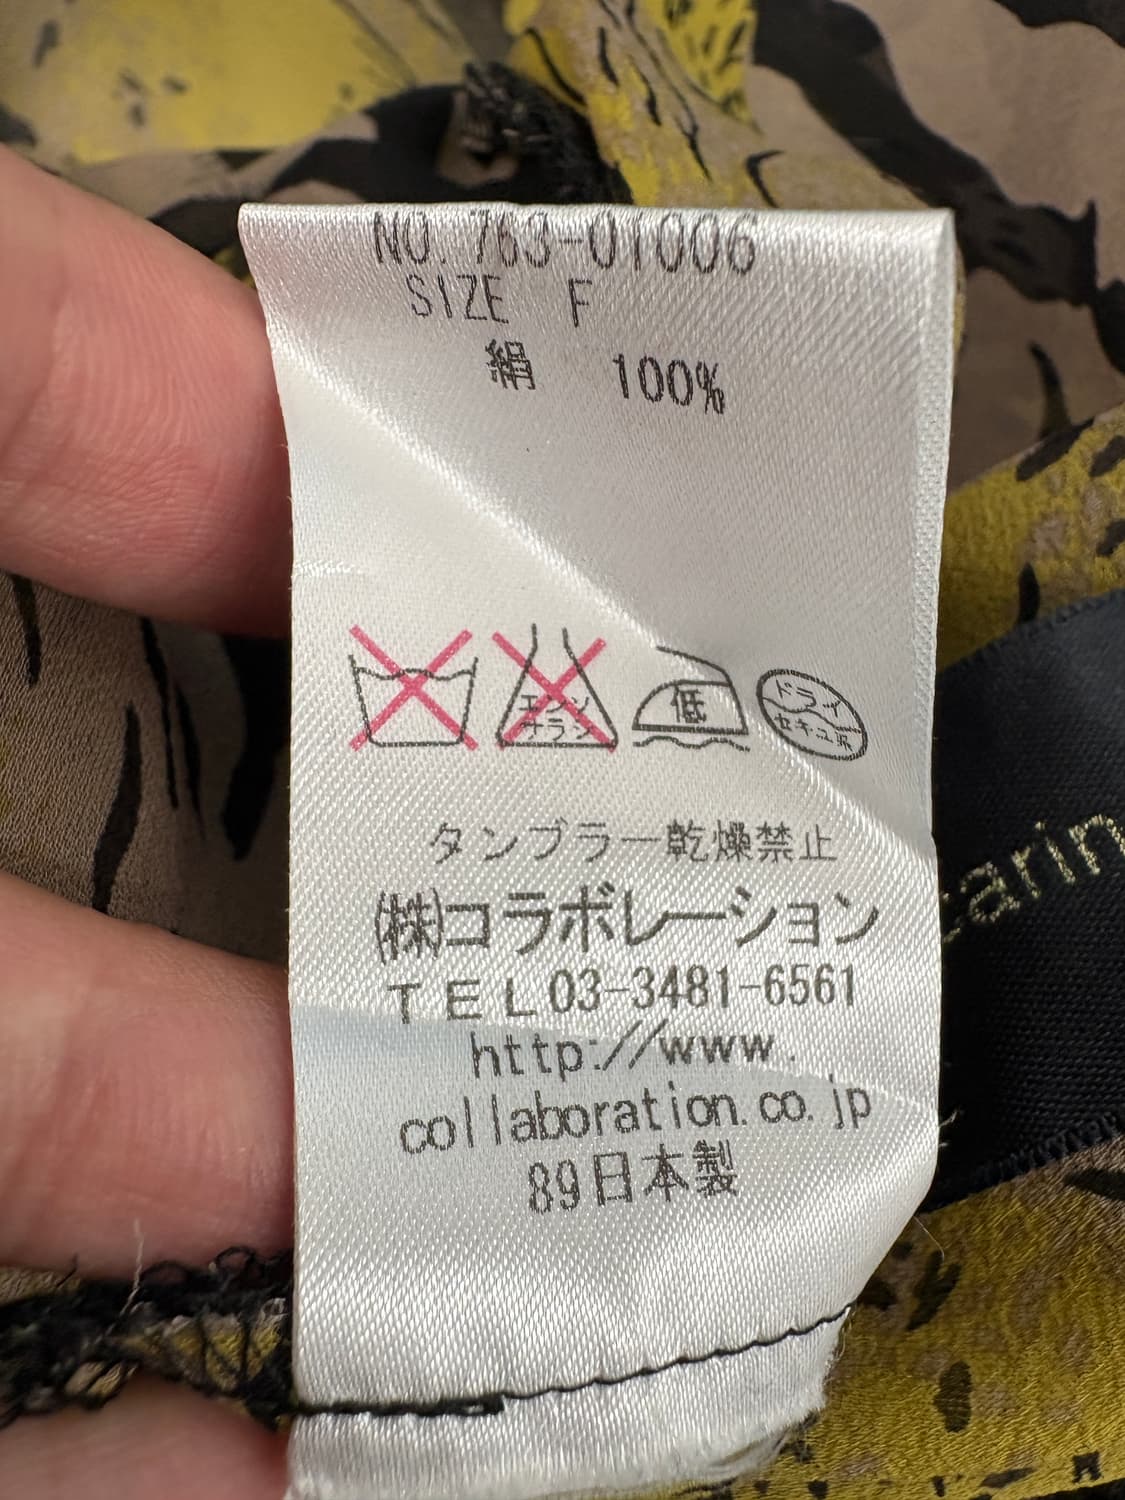 NO. 763-01006
SIZE F
絹 100%
エンソ
サラシ
低
ドライ
セキユ系
タンブラー乾燥禁止
(株)コラボレーション
TEL03-3481-6561
http://www.
collaboration.co.jp
89日本製
earin